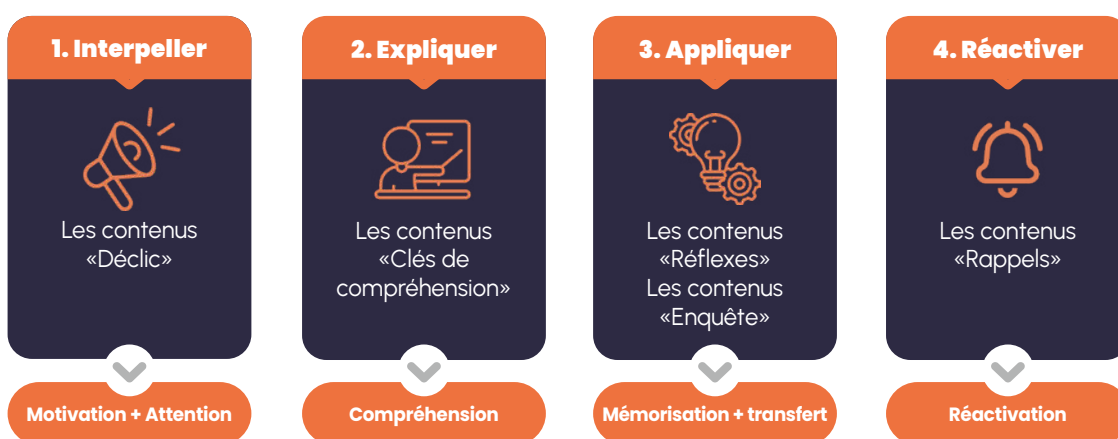 1. Interpeller
Les contenus
«Déclic»
Motivation + Attention
2. Expliquer
Les contenus
«Clés de
compréhension»
Compréhension
3. Appliquer
Les contenus
«Réflexes»
Les contenus
«Enquête»
Mémorisation + transfert
4. Réactiver
Les contenus
«Rappels»
Réactivation